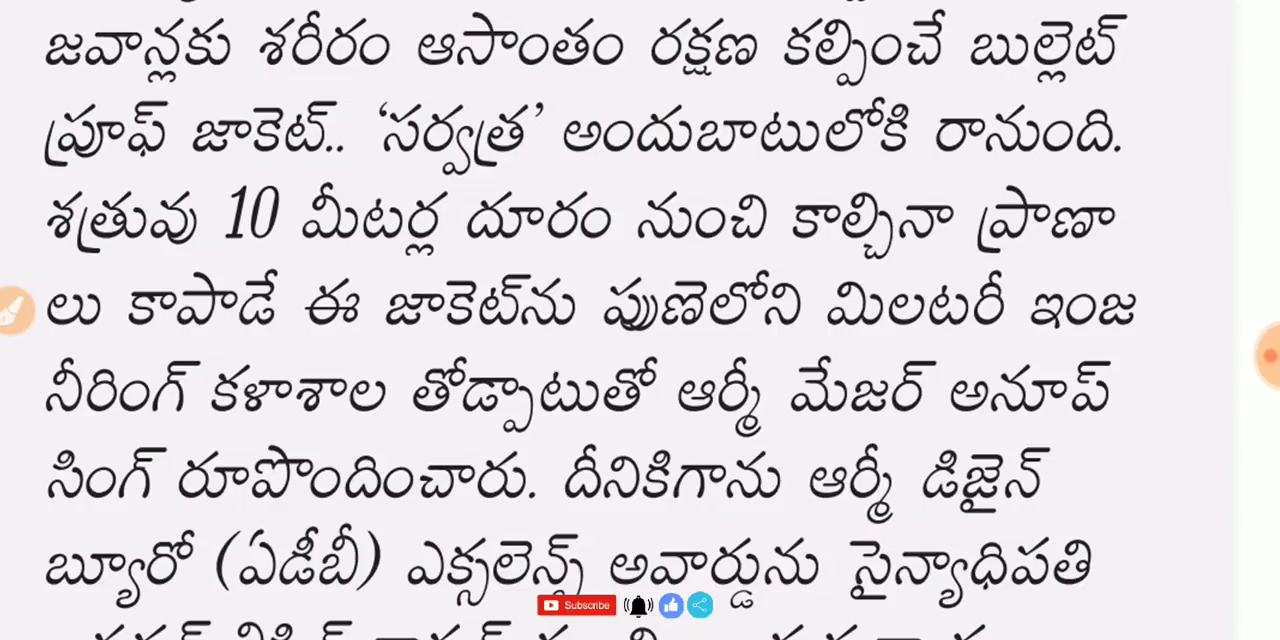 జవాన్లకు శరీరం ఆసాంతం రక్షణ కల్పించే బుల్లెట్
ప్రూఫ్ జాకెట్.. ‘సర్వత్ర’ అందుబాటులోకి రానుంది.
శత్రువు 10 మీటర్ల దూరం నుంచి కాల్చినా ప్రాణా
లు కాపాడే ఈ జాకెట్‌ను పుణెలోని మిలటరీ ఇంజ
నీరింగ్ కళాశాల తోడ్పాటుతో ఆర్మీ మేజర్ అనూప్
సింగ్ రూపొందించారు. దీనికిగాను ఆర్మీ డిజైన్
బ్యూరో (ఏడీబీ) ఎక్సలెన్స్ అవార్డును సైన్యాధిపతి
Subscribe